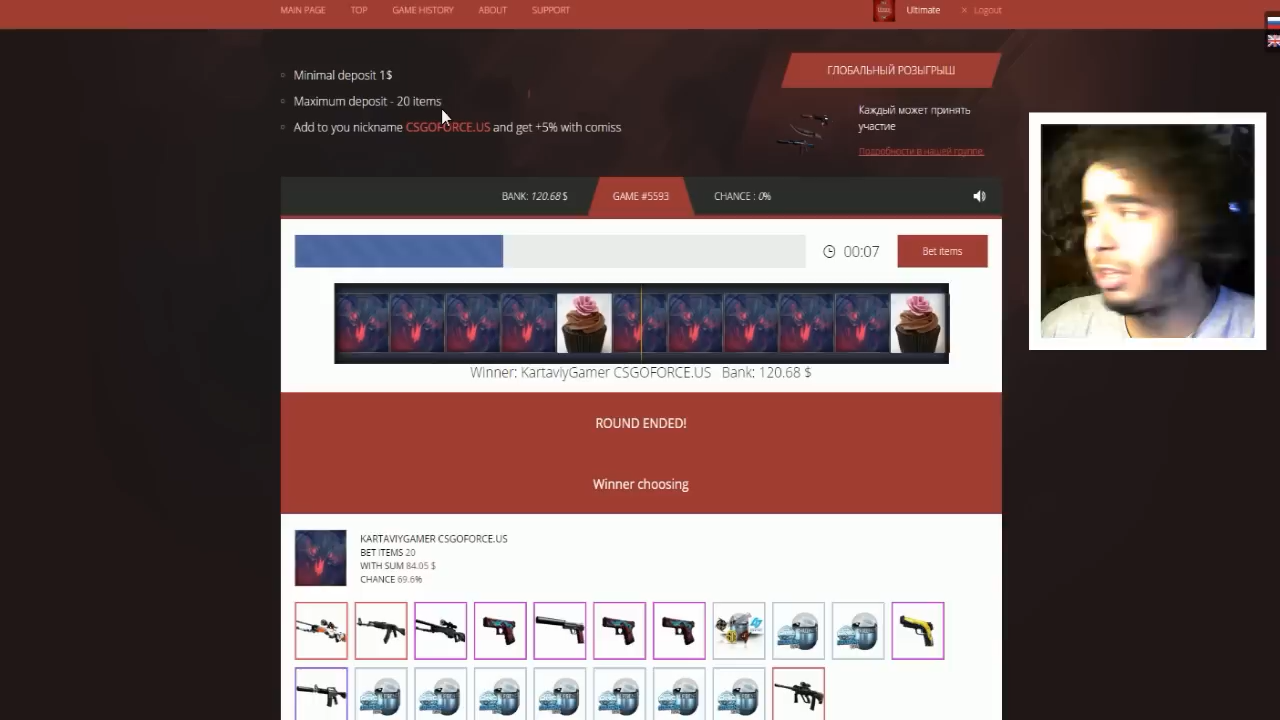 MAIN PAGE TOP GAME HISTORY ABOUT SUPPORT Ultimate × Logout
Minimal deposit 1$
Maximum deposit - 20 items
Add to you nickname CSGOFORCE.US and get +5% with comiss
ГЛОБАЛЬНЫЙ РОЗЫГРЫШ
Каждый может принять
участие
Подробности в нашей группе.
BANK: 120.68 $ GAME #5593 CHANCE : 0%
00:07 Bet items
Winner: KartaviyGamer CSGOFORCE.US Bank: 120.68 $
ROUND ENDED!
Winner choosing
KARTAVIYGAMER CSGOFORCE.US
BET ITEMS 20
WITH SUM 84.05 $
CHANCE 69.6%